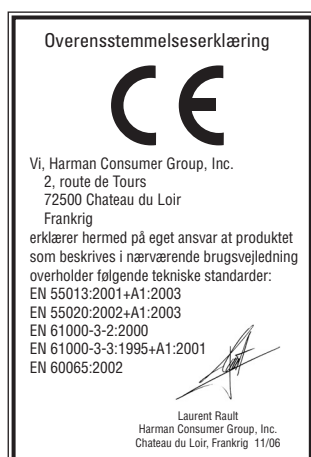 Overensstemmelseserklæring
CE
Vi, Harman Consumer Group, Inc.
2, route de Tours
72500 Chateau du Loir
Frankrig
erklærer hermed på eget ansvar at produktet
som beskrives i nærværende brugsvejledning
overholder følgende tekniske standarder:
EN 55013:2001+A1:2003
EN 55020:2002+A1:2003
EN 61000-3-2:2000
EN 61000-3-3:1995+A1:2001
EN 60065:2002
Laurent Rault
Harman Consumer Group, Inc.
Chateau du Loir, Frankrig 11/06